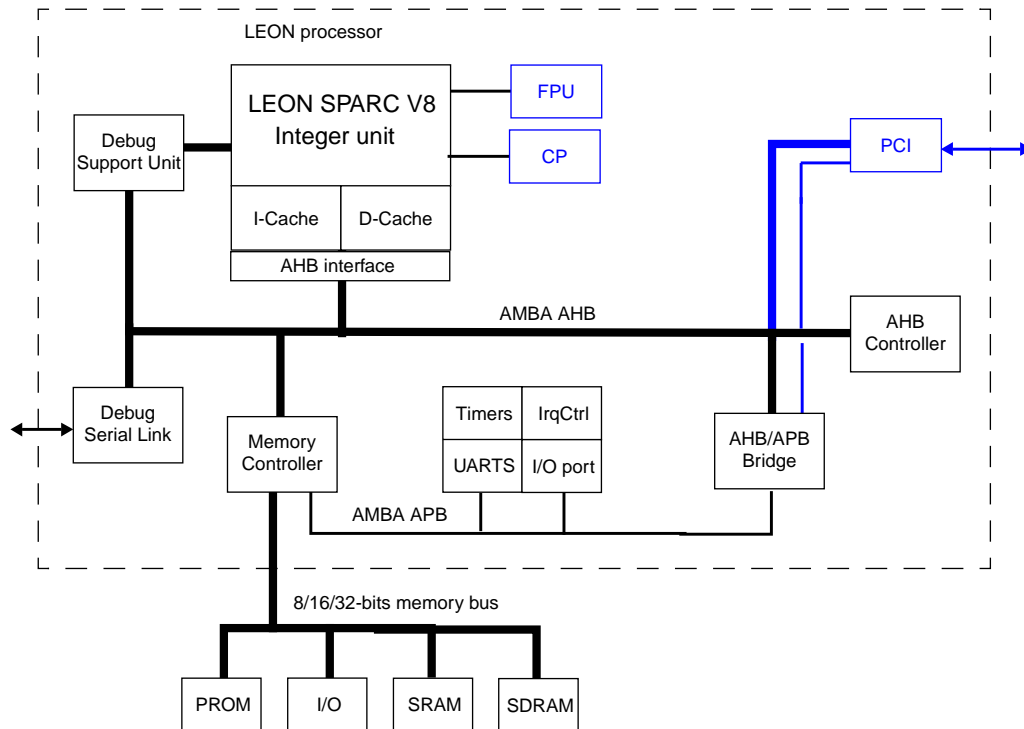 LEON processor
LEON SPARC V8
Integer unit
FPU
CP
Debug
Support Unit
PCI
I-Cache
D-Cache
AHB interface
AMBA AHB
AHB
Controller
Debug
Serial Link
Memory
Controller
Timers
IrqCtrl
UARTS
I/O port
AHB/APB
Bridge
AMBA APB
8/16/32-bits memory bus
PROM
I/O
SRAM
SDRAM